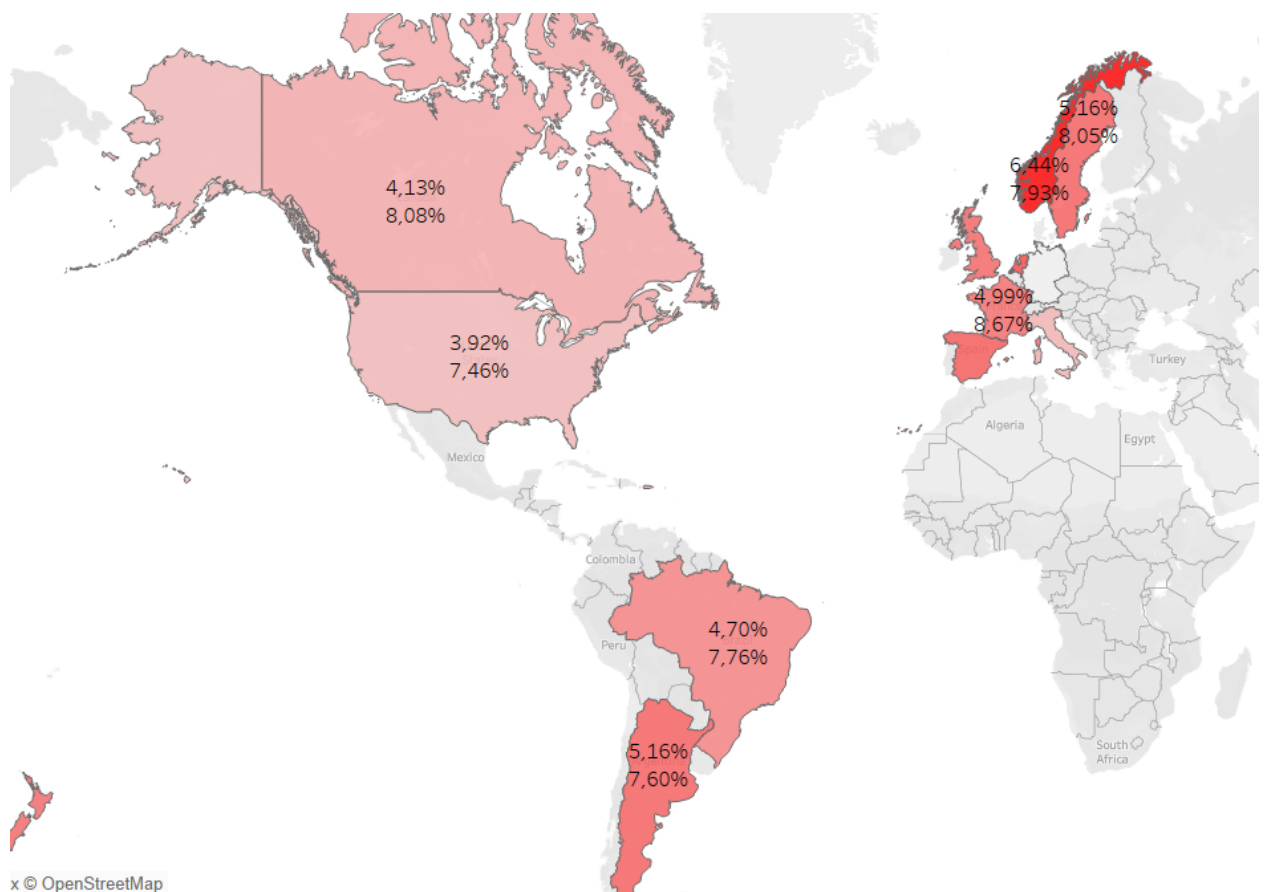 5,16%
8,05%
4,13%
8,08%
6,44%
7,93%
4,99%
8,67%
3,92%
7,46%
Spain
Turkey
Algeria
Egypt
Mexico
Colombia
4,70%
7,76%
Peru
5,16%
7,60%
South
Africa
x © OpenStreetMap